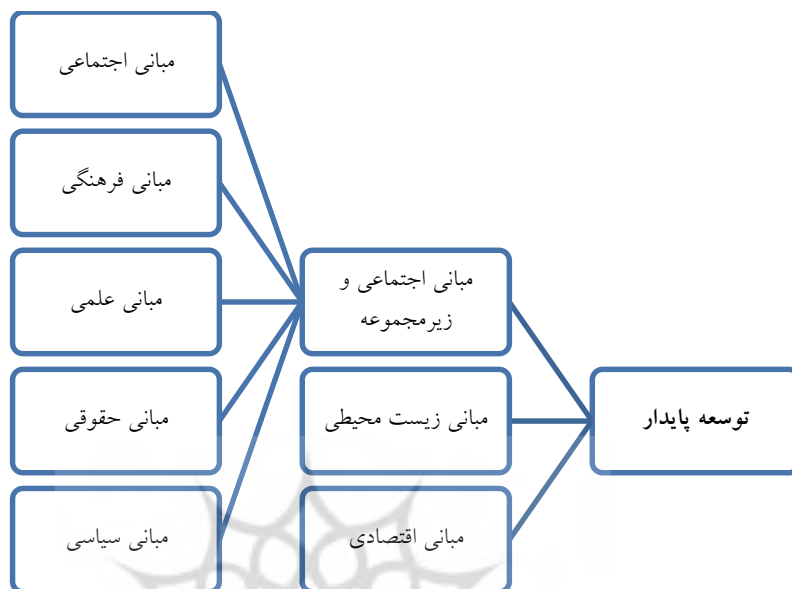 توسعه پایدار
مبانی اجتماعی و
زیرمجموعه
مبانی زیست محیطی
مبانی اقتصادی
مبانی اجتماعی
مبانی فرهنگی
مبانی علمی
مبانی حقوقی
مبانی سیاسی